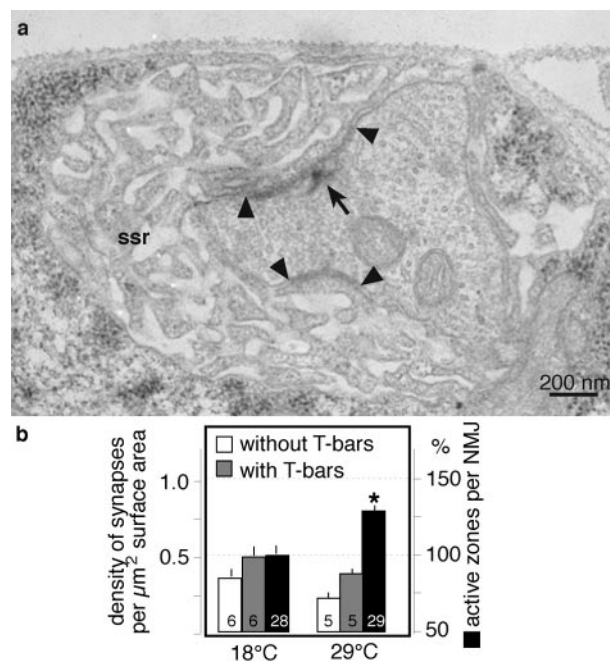 a
ssr
200 nm
b
without T-bars
with T-bars
density of synapses
per µm² surface area
1.0
0.5
%
150
100
50
active zones per NMJ
*
6 6 28 5 5 29
18°C 29°C